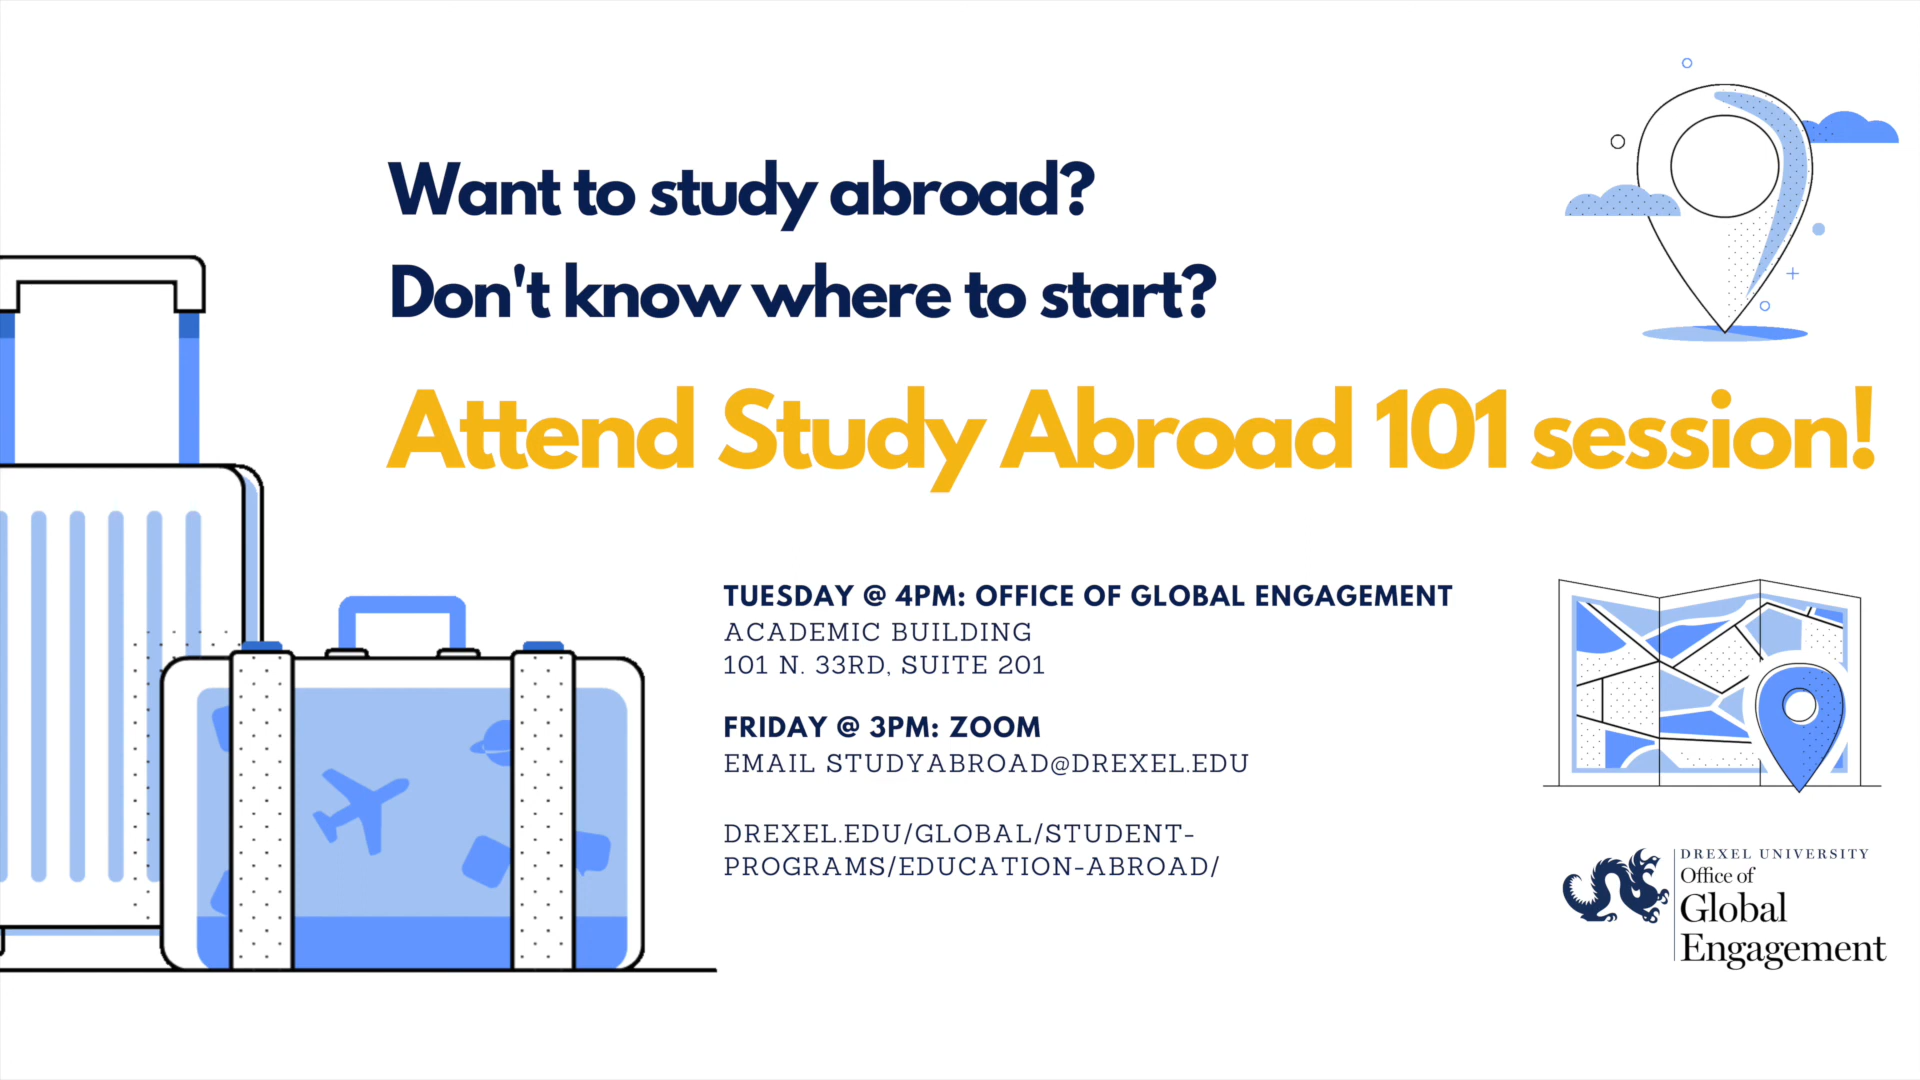 Want to study abroad?
Don't know where to start?
Attend Study Abroad 101 session!
TUESDAY @ 4PM: OFFICE OF GLOBAL ENGAGEMENT
ACADEMIC BUILDING
101 N. 33RD, SUITE 201
FRIDAY @ 3PM: ZOOM
EMAIL STUDYABROAD@DREXEL.EDU
DREXEL.EDU/GLOBAL/STUDENT-
PROGRAMS/EDUCATION-ABROAD/
DREXEL UNIVERSITY
Office of
Global
Engagement